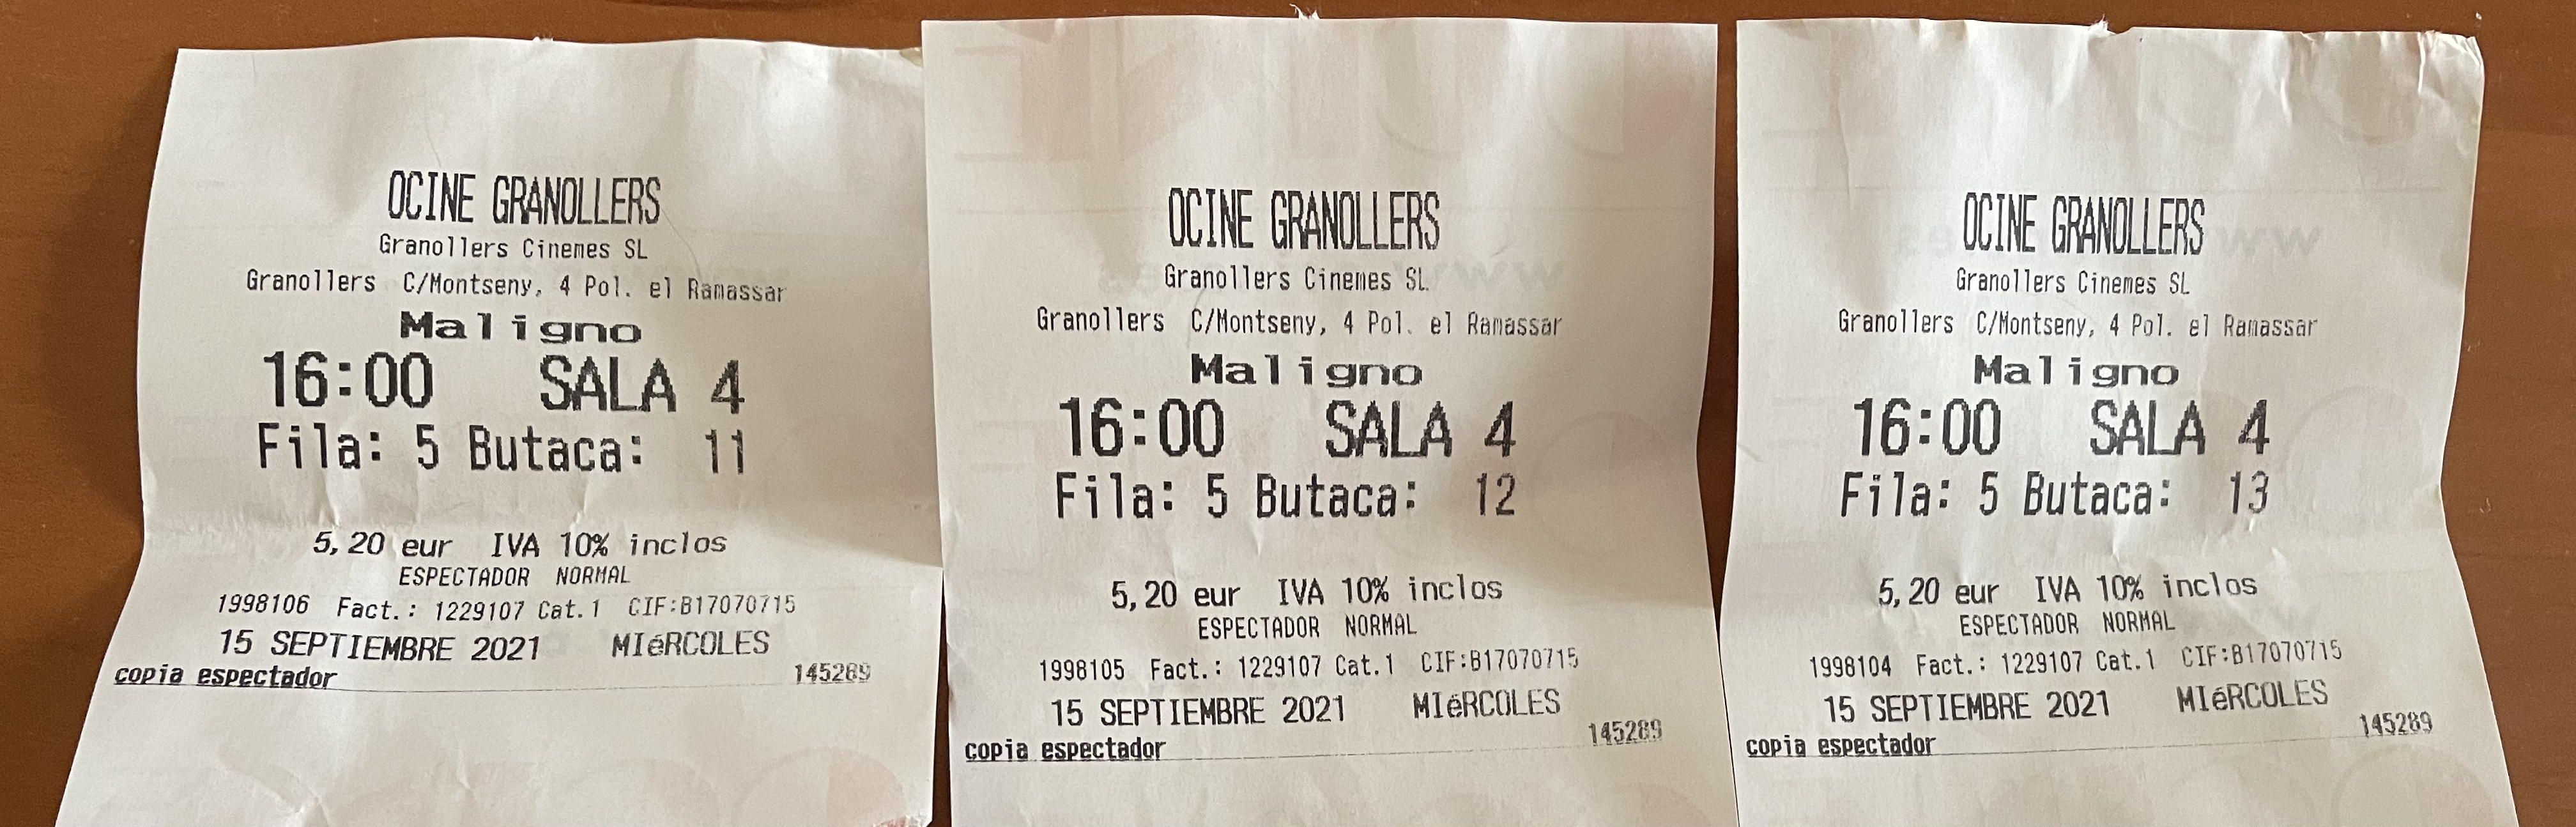 OCINE GRANOLLERS
Granollers Cinemes SL
Granollers C/Montseny, 4 Pol. el Ramassar
Maligno
16:00 SALA 4
Fila: 5 Butaca: 11
5,20 eur IVA 10% inclos
ESPECTADOR NORMAL
1998106 Fact.: 1229107 Cat.1 CIF:B17070715
15 SEPTIEMBRE 2021 MIéRCOLES
copia espectador 145289
OCINE GRANOLLERS
Granollers Cinemes SL
Granollers C/Montseny, 4 Pol. el Ramassar
Maligno
16:00 SALA 4
Fila: 5 Butaca: 12
5,20 eur IVA 10% inclos
ESPECTADOR NORMAL
1998105 Fact.: 1229107 Cat.1 CIF:B17070715
15 SEPTIEMBRE 2021 MIéRCOLES
copia espectador 145289
OCINE GRANOLLERS
Granollers Cinemes SL
Granollers C/Montseny, 4 Pol. el Ramassar
Maligno
16:00 SALA 4
Fila: 5 Butaca: 13
5,20 eur IVA 10% inclos
ESPECTADOR NORMAL
1998104 Fact.: 1229107 Cat.1 CIF:B17070715
15 SEPTIEMBRE 2021 MIéRCOLES
copia espectador 145289